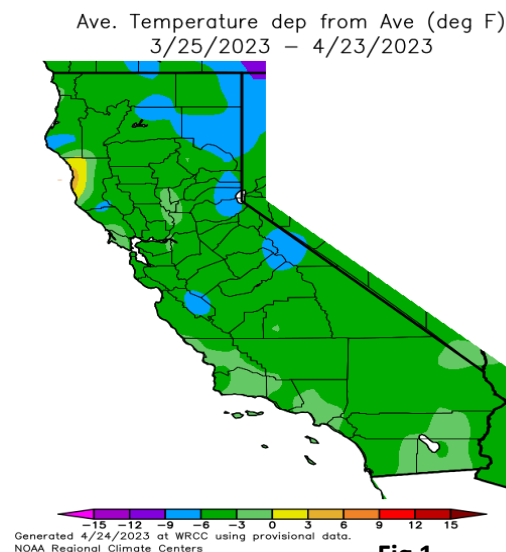 Ave. Temperature dep from Ave (deg F)
3/25/2023 – 4/23/2023
-15 -12 -9 -6 -3 0 3 6 9 12 15
Generated 4/24/2023 at WRCC using provisional data.
NOAA Regional Climate Centers
Fig 1